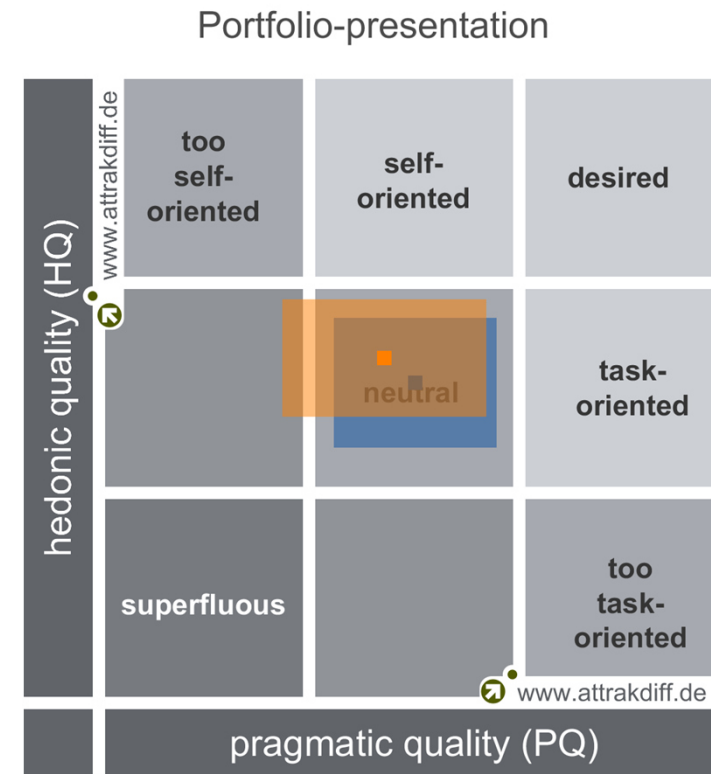 Portfolio-presentation
hedonic quality (HQ)
www.attrakdiff.de
too
self-
oriented
self-
oriented
desired
neutral
task-
oriented
superfluous
too
task-
oriented
www.attrakdiff.de
pragmatic quality (PQ)